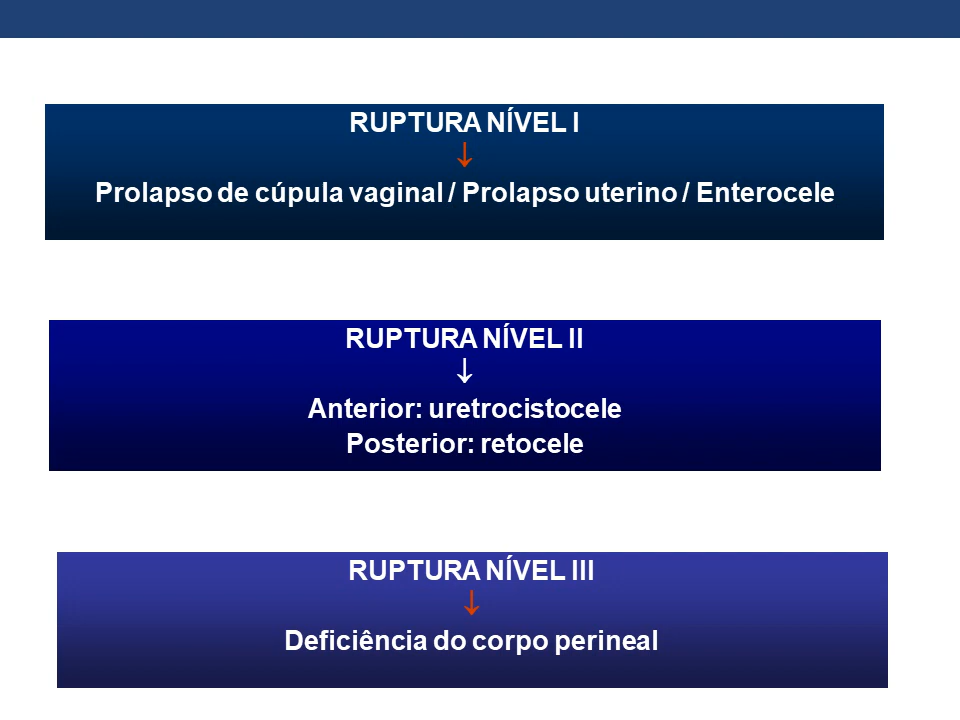 RUPTURA NÍVEL I
↓
Prolapso de cúpula vaginal / Prolapso uterino / Enterocele
RUPTURA NÍVEL II
↓
Anterior: uretrocistocele
Posterior: retocele
RUPTURA NÍVEL III
↓
Deficiência do corpo perineal